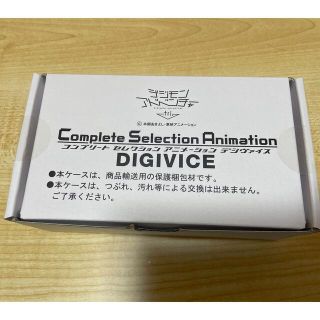 デジモン
アドベンチャー
©本郷あきよし・東映アニメーション
Complete Selection Animation
コンプリート セレクション アニメーション デジヴァイス
DIGIVICE
●本ケースは、商品輸送用の保護梱包材です。
●本ケースは、つぶれ、汚れ等による交換は出来ません。
ご了承ください。